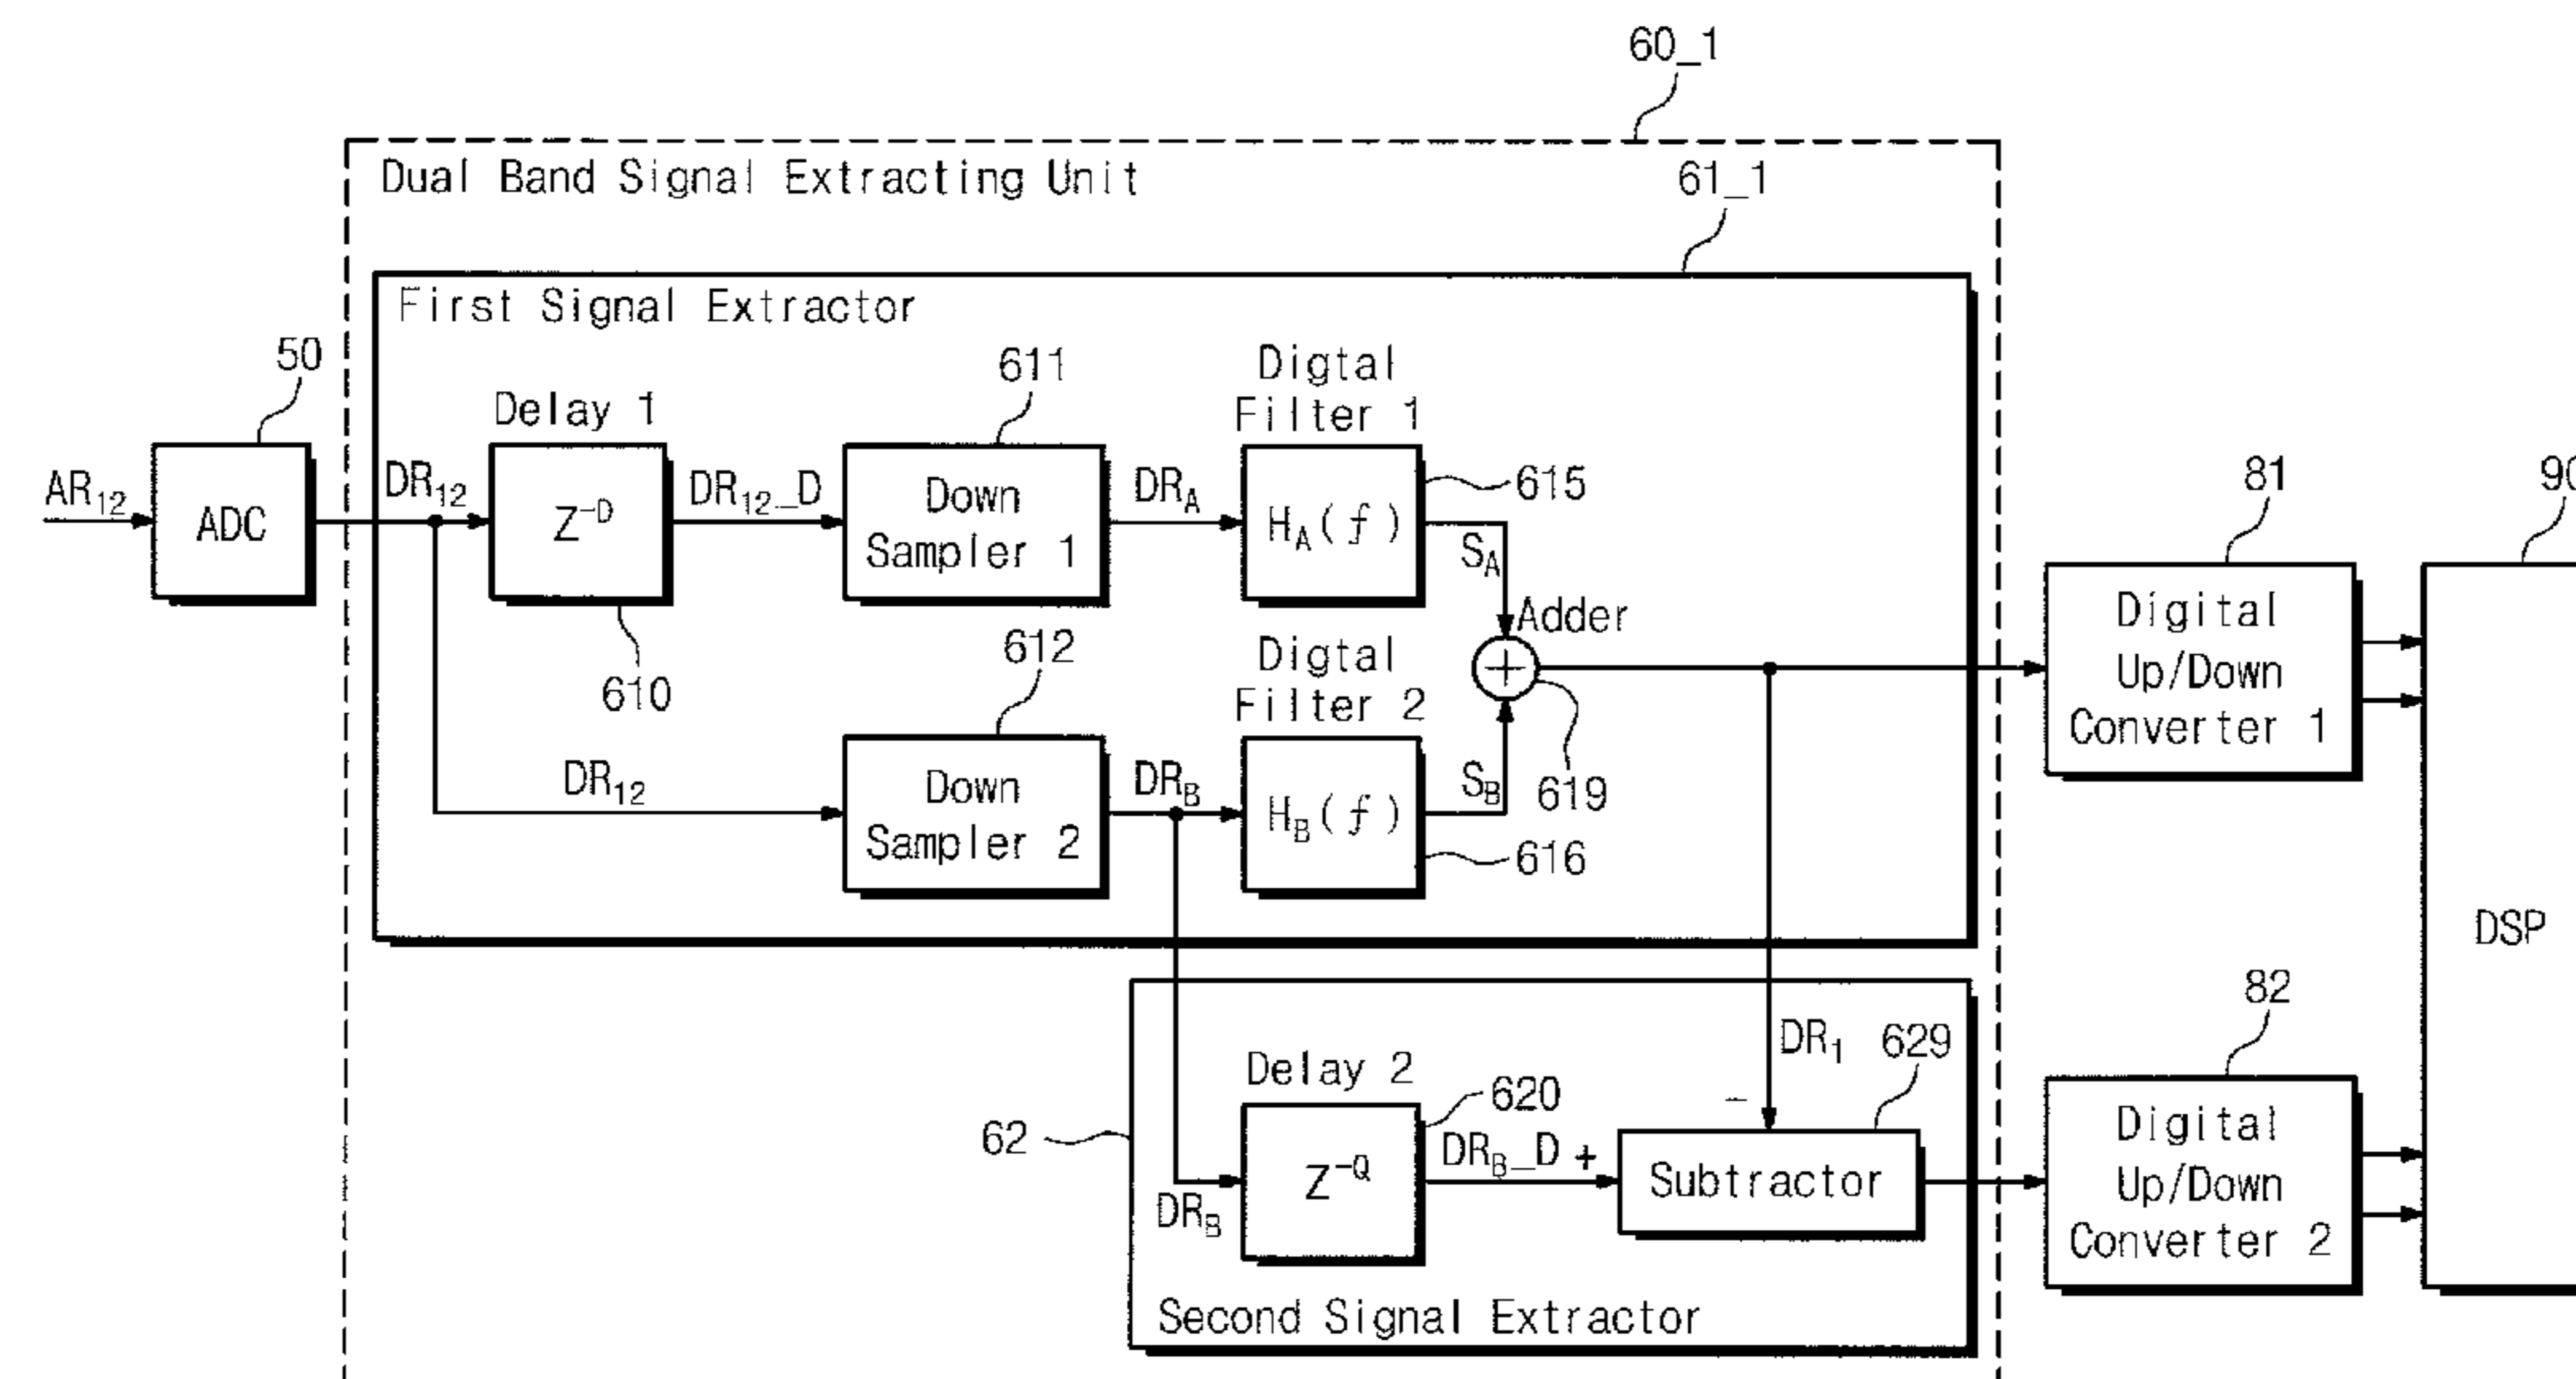 60_1
Dual Band Signal Extracting Unit
61_1
First Signal Extractor
50
AR12
ADC
DR12
Delay 1
Z-D
610
DR12_D
611
Down
Sampler 1
DRA
Digtal
Filter 1
HA(f)
615
SA
Adder
619
DR12
612
Down
Sampler 2
DRB
Digtal
Filter 2
HB(f)
616
SB
81
Digital
Up/Down
Converter 1
90
DSP
62
DRB
Delay 2
620
Z-Q
DRB_D +
DR1
-
629
Subtractor
Second Signal Extractor
82
Digital
Up/Down
Converter 2